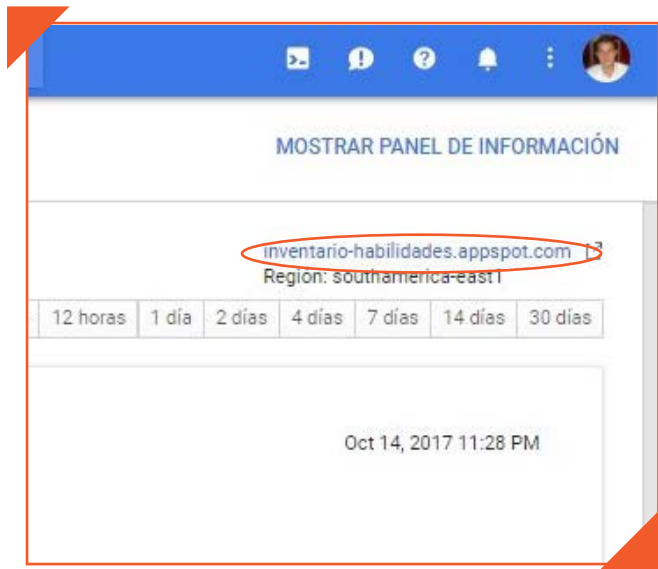 MOSTRAR PANEL DE INFORMACIÓN
inventario-habilidades.appspot.com
Región: southamerica-east1
12 horas 1 día 2 días 4 días 7 días 14 días 30 días
Oct 14, 2017 11:28 PM